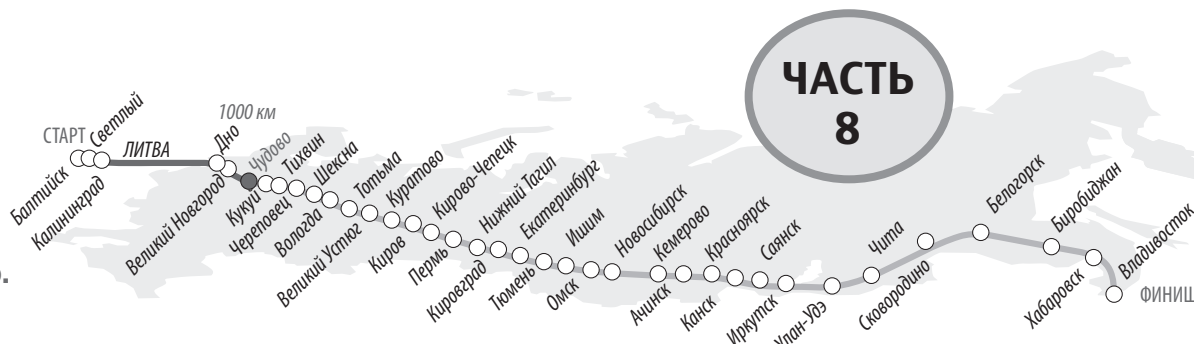 ЧАСТЬ
8
1000 км
СТАРТ
Светлый
ЛИТВА
Дно
Чудово
Тихвин
Шексна
Тотьма
Куратово
Кирово-Чепецк
Нижний Тагил
Екатеринбург
Ишим
Новосибирск
Кемерово
Красноярск
Саянск
Чита
Белогорск
Биробиджан
Владивосток
Балтийск
Калининград
Великий Новгород
Кукуй
Череповец
Вологда
Великий Устюг
Киров
Пермь
Кировград
Тюмень
Омск
Ачинск
Канск
Иркутск
Улан-Удэ
Сковородино
Хабаровск
ФИНИШ